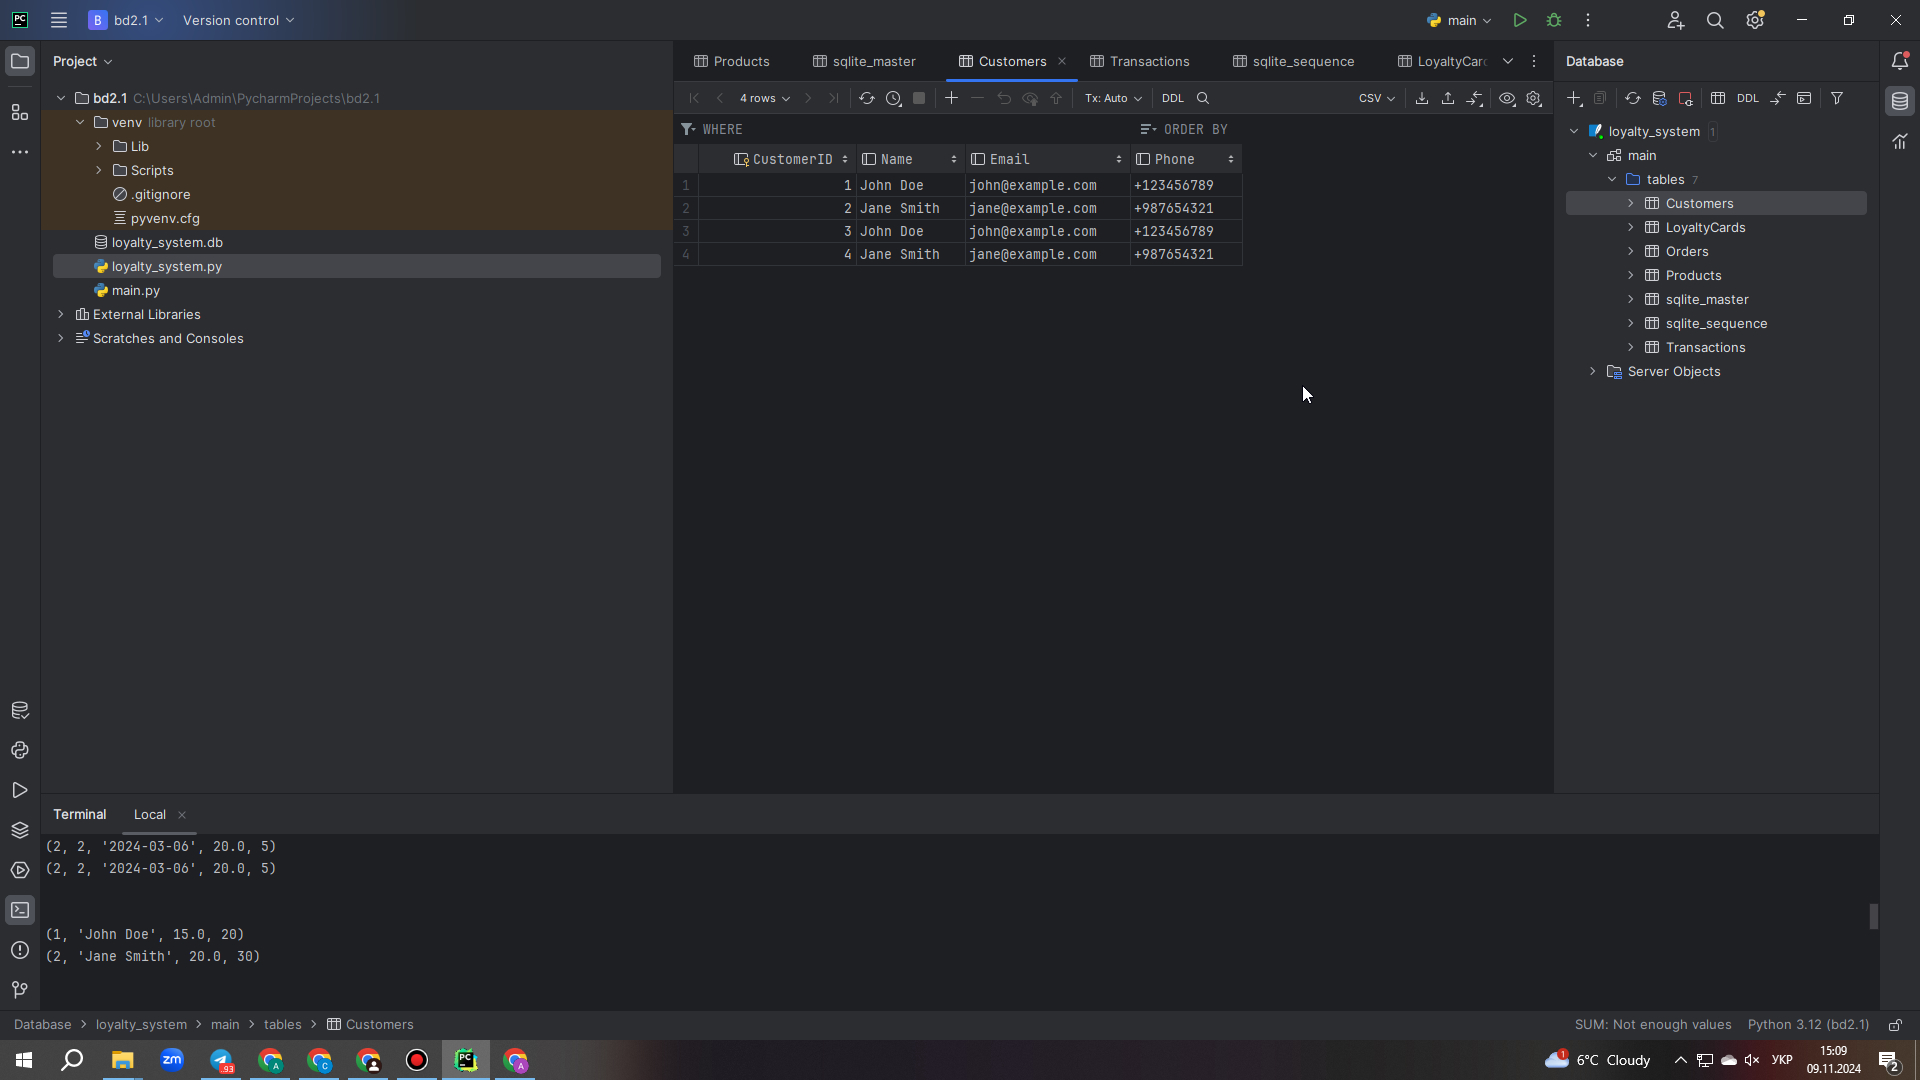 PC
B bd2.1
Version control
main
Project
bd2.1 C:\Users\Admin\PycharmProjects\bd2.1
venv library root
Lib
Scripts
.gitignore
pyvenv.cfg
loyalty_system.db
loyalty_system.py
main.py
External Libraries
Scratches and Consoles
Products
sqlite_master
Customers
Transactions
sqlite_sequence
LoyaltyCar
4 rows
Tx: Auto
DDL
CSV
WHERE
ORDER BY
CustomerID Name Email Phone
1 1 John Doe john@example.com +123456789
2 2 Jane Smith jane@example.com +987654321
3 3 John Doe john@example.com +123456789
4 4 Jane Smith jane@example.com +987654321
Database
DDL
loyalty_system 1
main
tables 7
Customers
LoyaltyCards
Orders
Products
sqlite_master
sqlite_sequence
Transactions
Server Objects
Terminal
Local
(2, 2, '2024-03-06', 20.0, 5)
(2, 2, '2024-03-06', 20.0, 5)
(1, 'John Doe', 15.0, 20)
(2, 'Jane Smith', 20.0, 30)
Database > loyalty_system > main > tables > Customers
SUM: Not enough values
Python 3.12 (bd2.1)
zm
93
A
C
PC
A
1
6°C Cloudy
УКР
15:09
09.11.2024
2